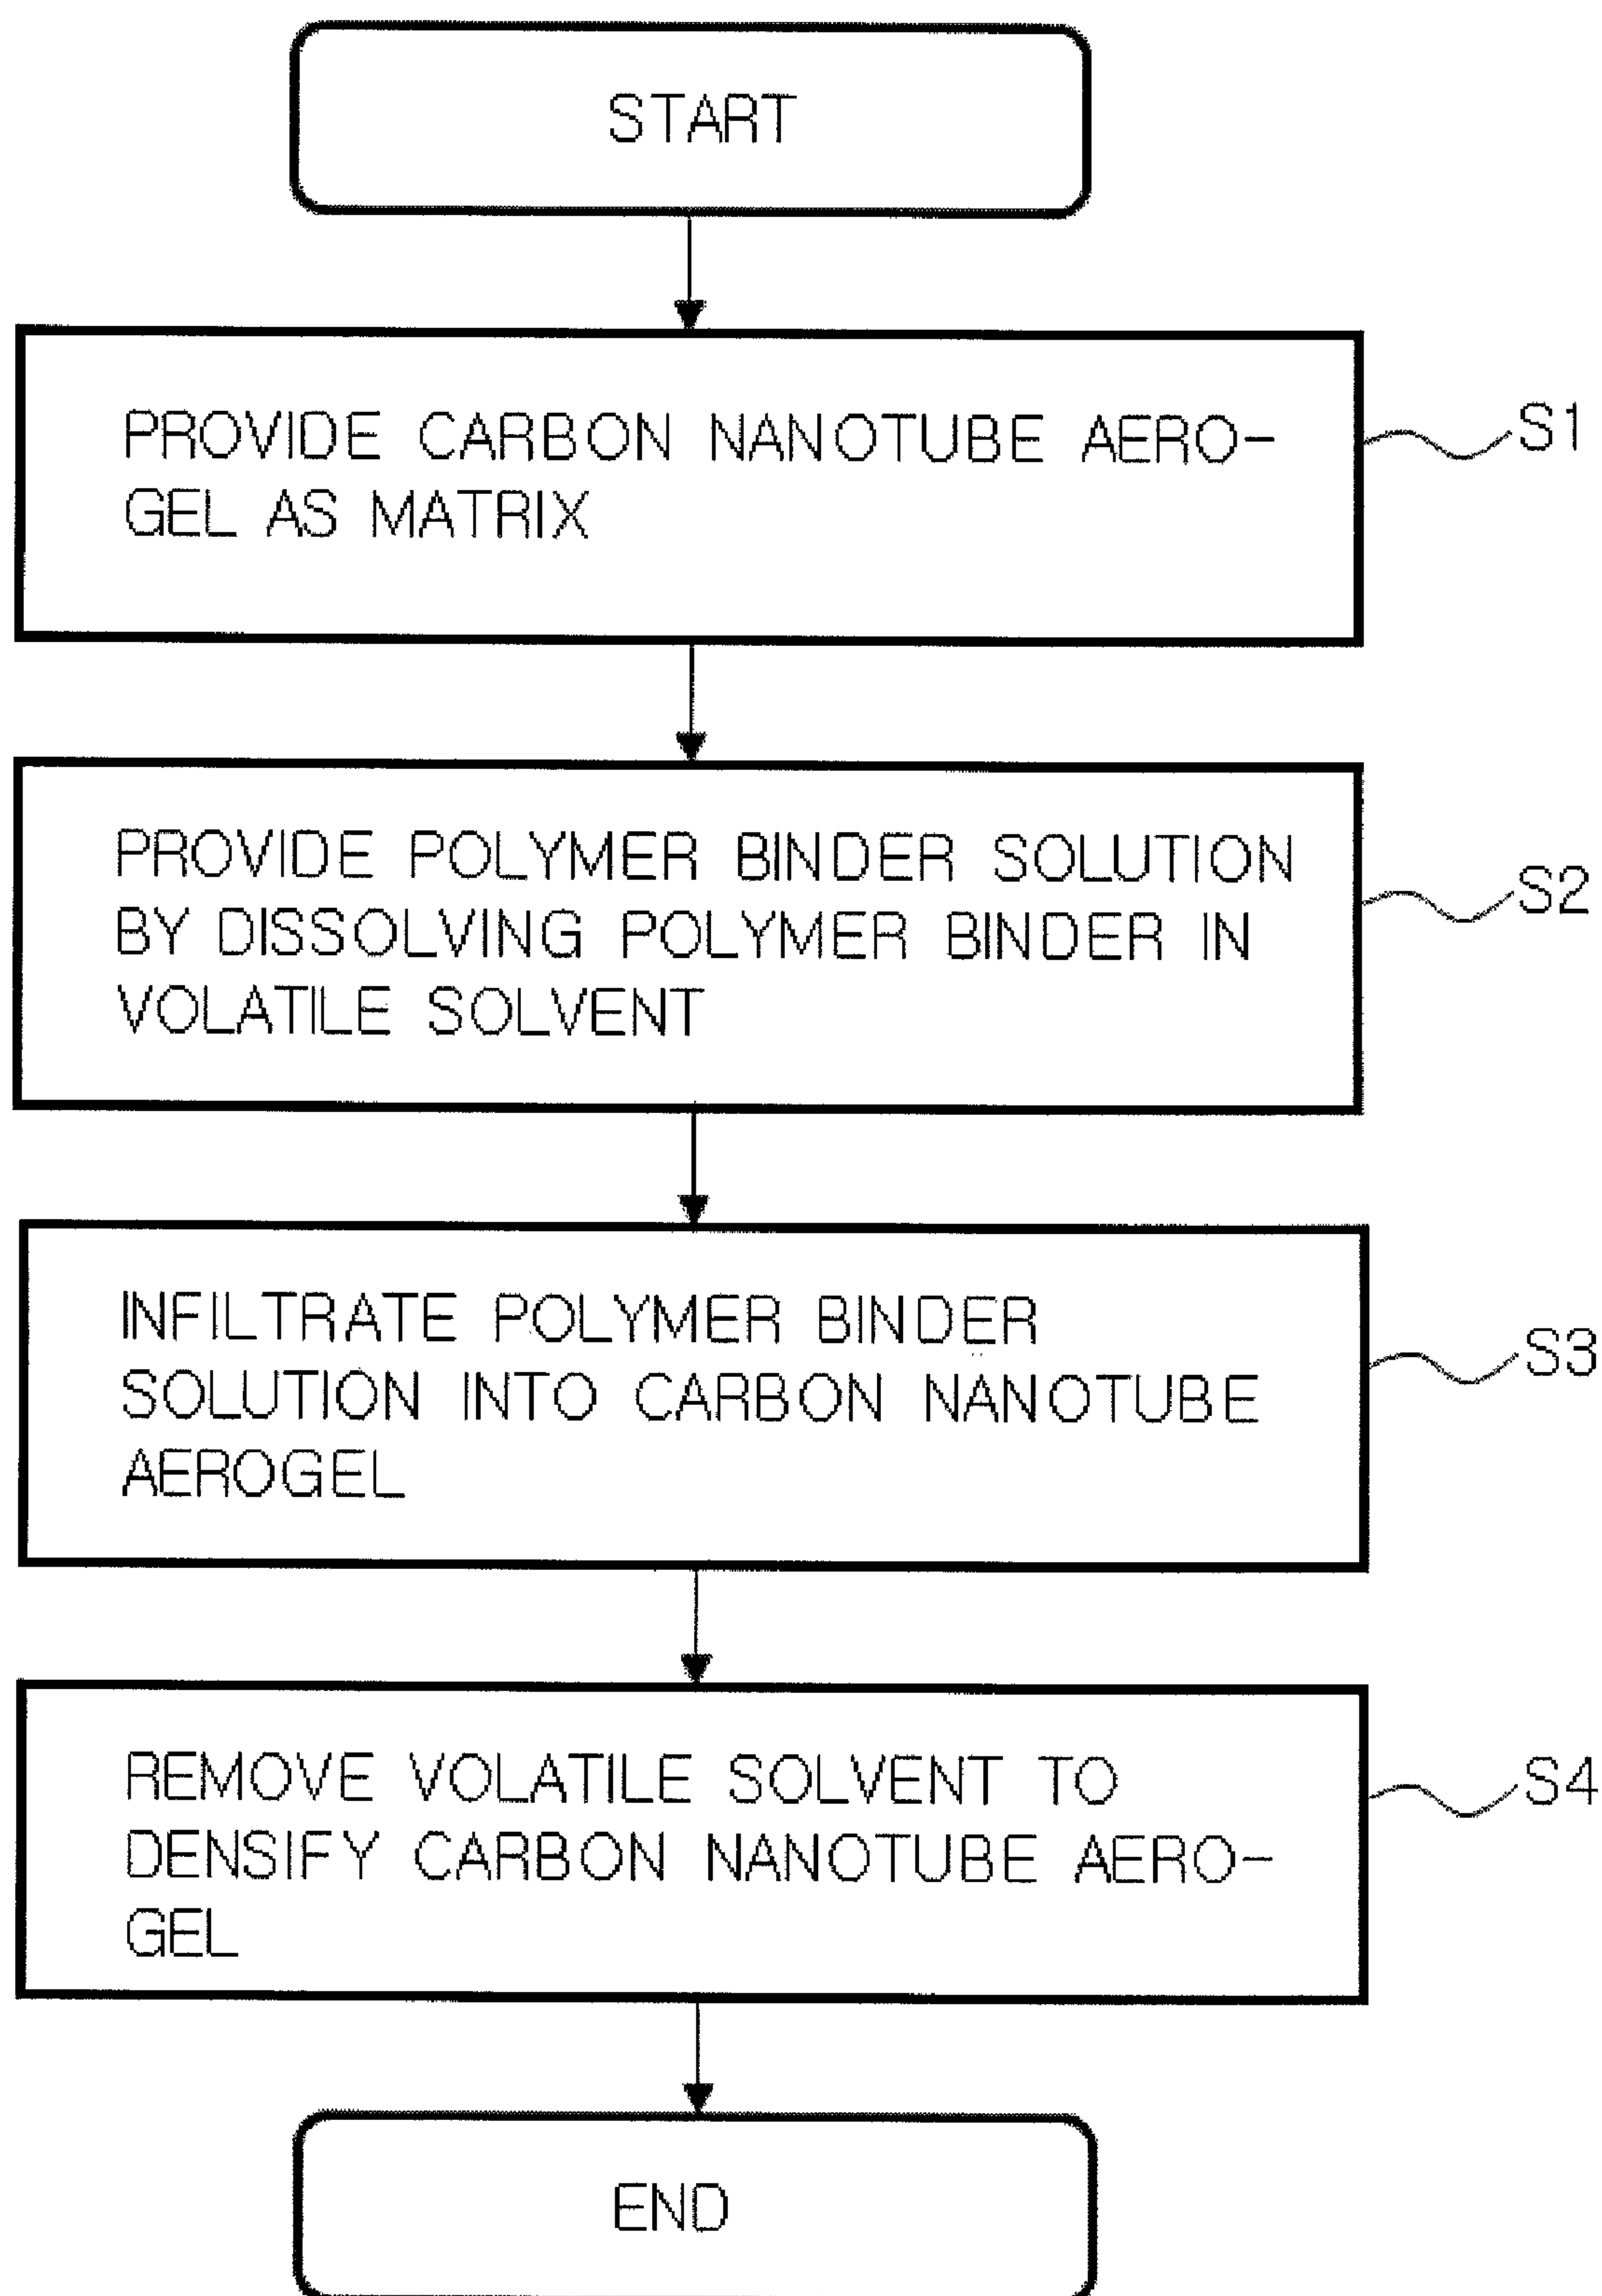 START
PROVIDE CARBON NANOTUBE AERO-
GEL AS MATRIX
S1
PROVIDE POLYMER BINDER SOLUTION
BY DISSOLVING POLYMER BINDER IN
VOLATILE SOLVENT
S2
INFILTRATE POLYMER BINDER
SOLUTION INTO CARBON NANOTUBE
AEROGEL
S3
REMOVE VOLATILE SOLVENT TO
DENSIFY CARBON NANOTUBE AERO-
GEL
S4
END